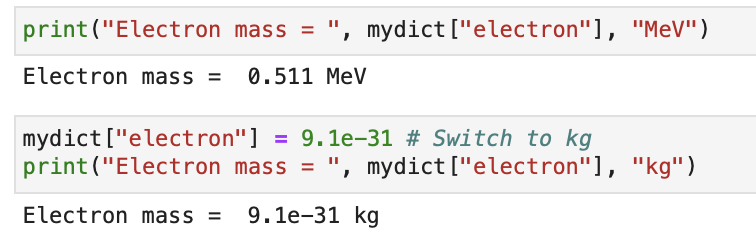 print("Electron mass = ", mydict["electron"], "MeV")
Electron mass =  0.511 MeV
mydict["electron"] = 9.1e-31 # Switch to kg
print("Electron mass = ", mydict["electron"], "kg")
Electron mass =  9.1e-31 kg